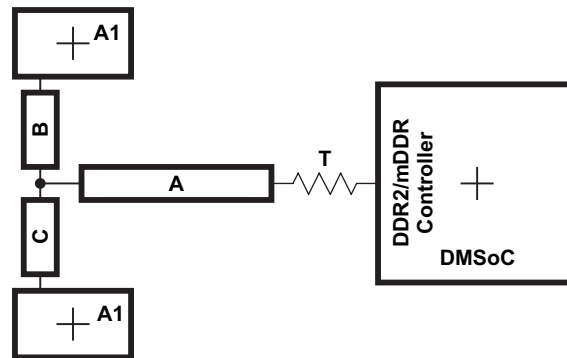 A1
B
A
T
C
A1
DDR2/mDDR
Controller
DMSoC